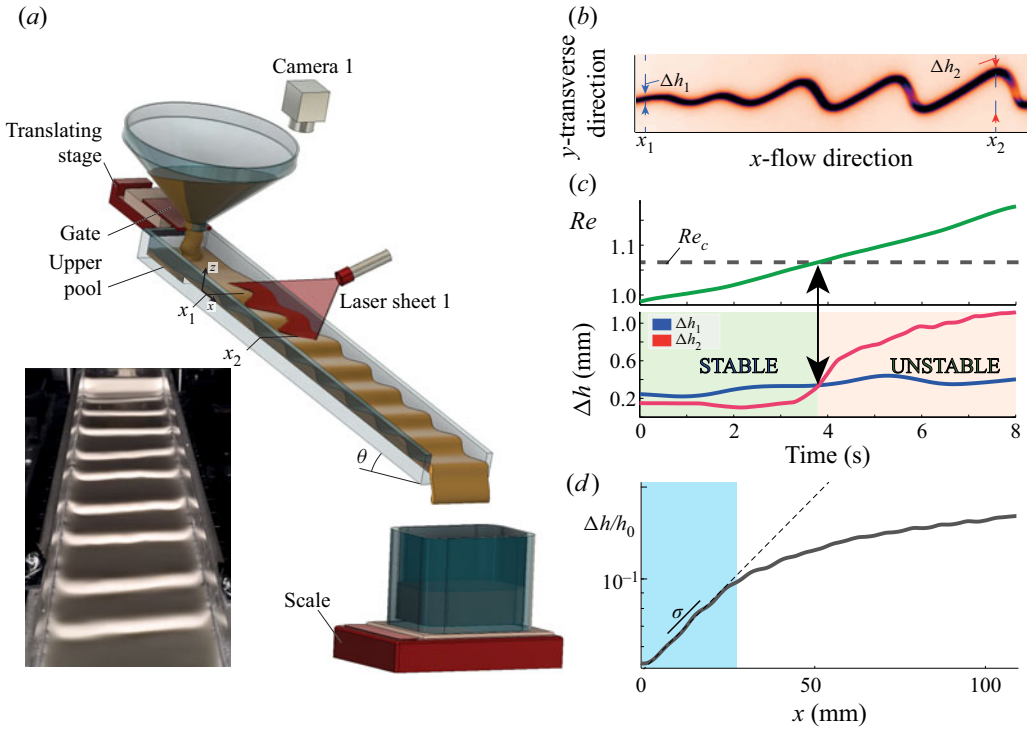 (a)
Camera 1
Translating
stage
Gate
Upper
pool
z
x
x1
x2
Laser sheet 1
θ
Scale
(b)
y-transverse
direction
Δh1
Δh2
x1
x2
x-flow direction
(c)
Re
Rec
1.1
1.0
Δh1
Δh2
STABLE
UNSTABLE
Δh (mm)
1.0
0.6
0.2
0
2
4
6
8
Time (s)
(d)
Δh/h0
10−1
σ
0
50
100
x (mm)